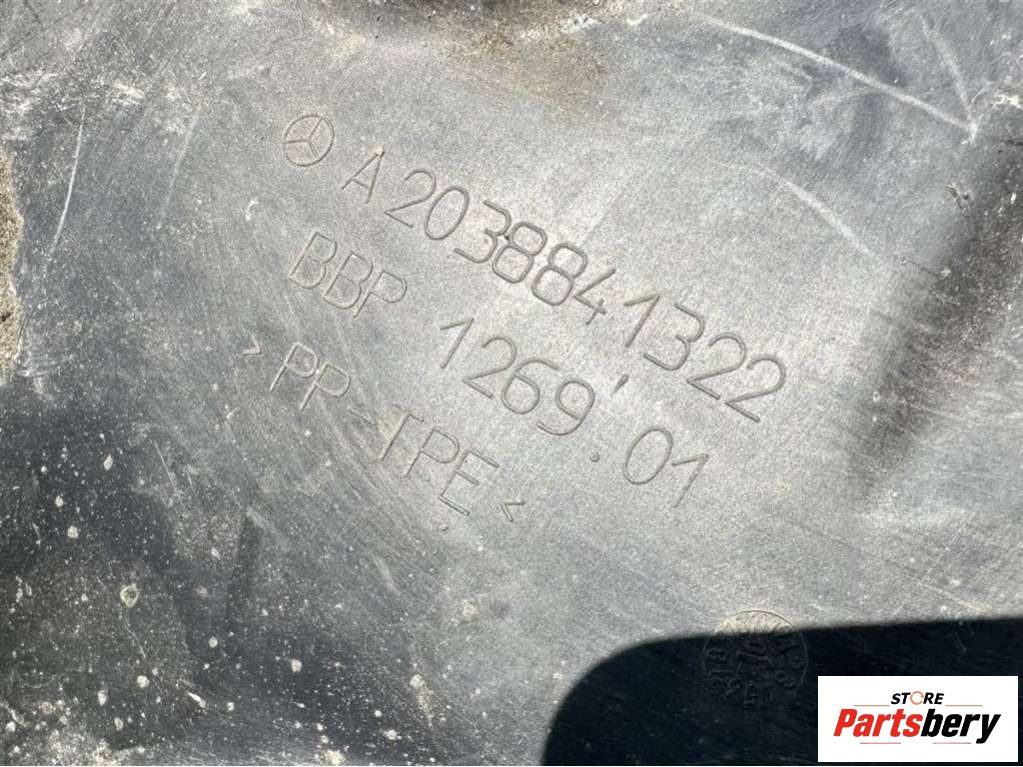 A 2038841322
BBP 1269.01
>PP-TPE<
STORE
Partsbery